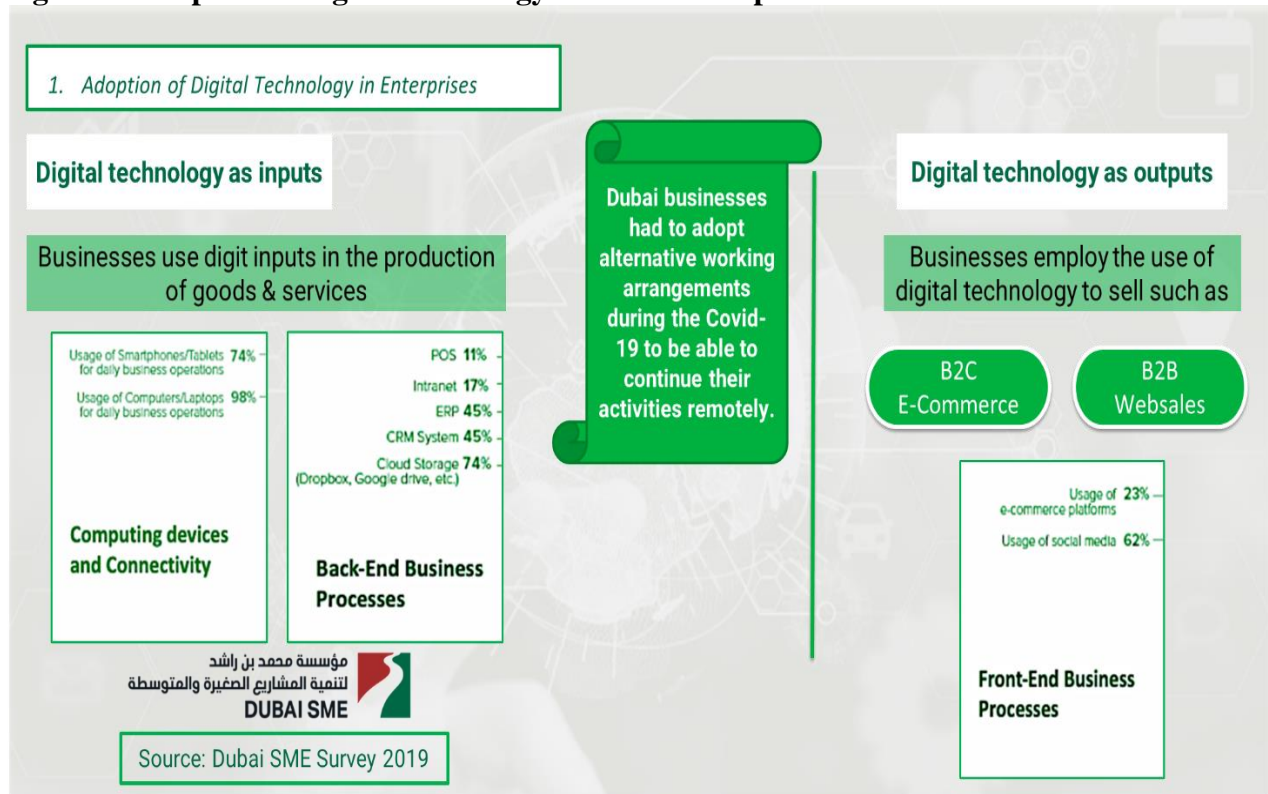 1. Adoption of Digital Technology in Enterprises
Digital technology as inputs
Businesses use digit inputs in the production
of goods & services
Usage of Smartphones/Tablets 74%
for daily business operations
Usage of Computers/Laptops 98%
for daily business operations
Computing devices
and Connectivity
POS 11%
Intranet 17%
ERP 45%
CRM System 45%
Cloud Storage 74%
(Dropbox, Google drive, etc.)
Back-End Business
Processes
مؤسسة محمد بن راشد
لتنمية المشاريع الصغيرة والمتوسطة
DUBAI SME
Source: Dubai SME Survey 2019
Dubai businesses
had to adopt
alternative working
arrangements
during the Covid-
19 to be able to
continue their
activities remotely.
Digital technology as outputs
Businesses employ the use of
digital technology to sell such as
B2C
E-Commerce
B2B
Websales
Usage of 23%
e-commerce platforms
Usage of social media 62%
Front-End Business
Processes